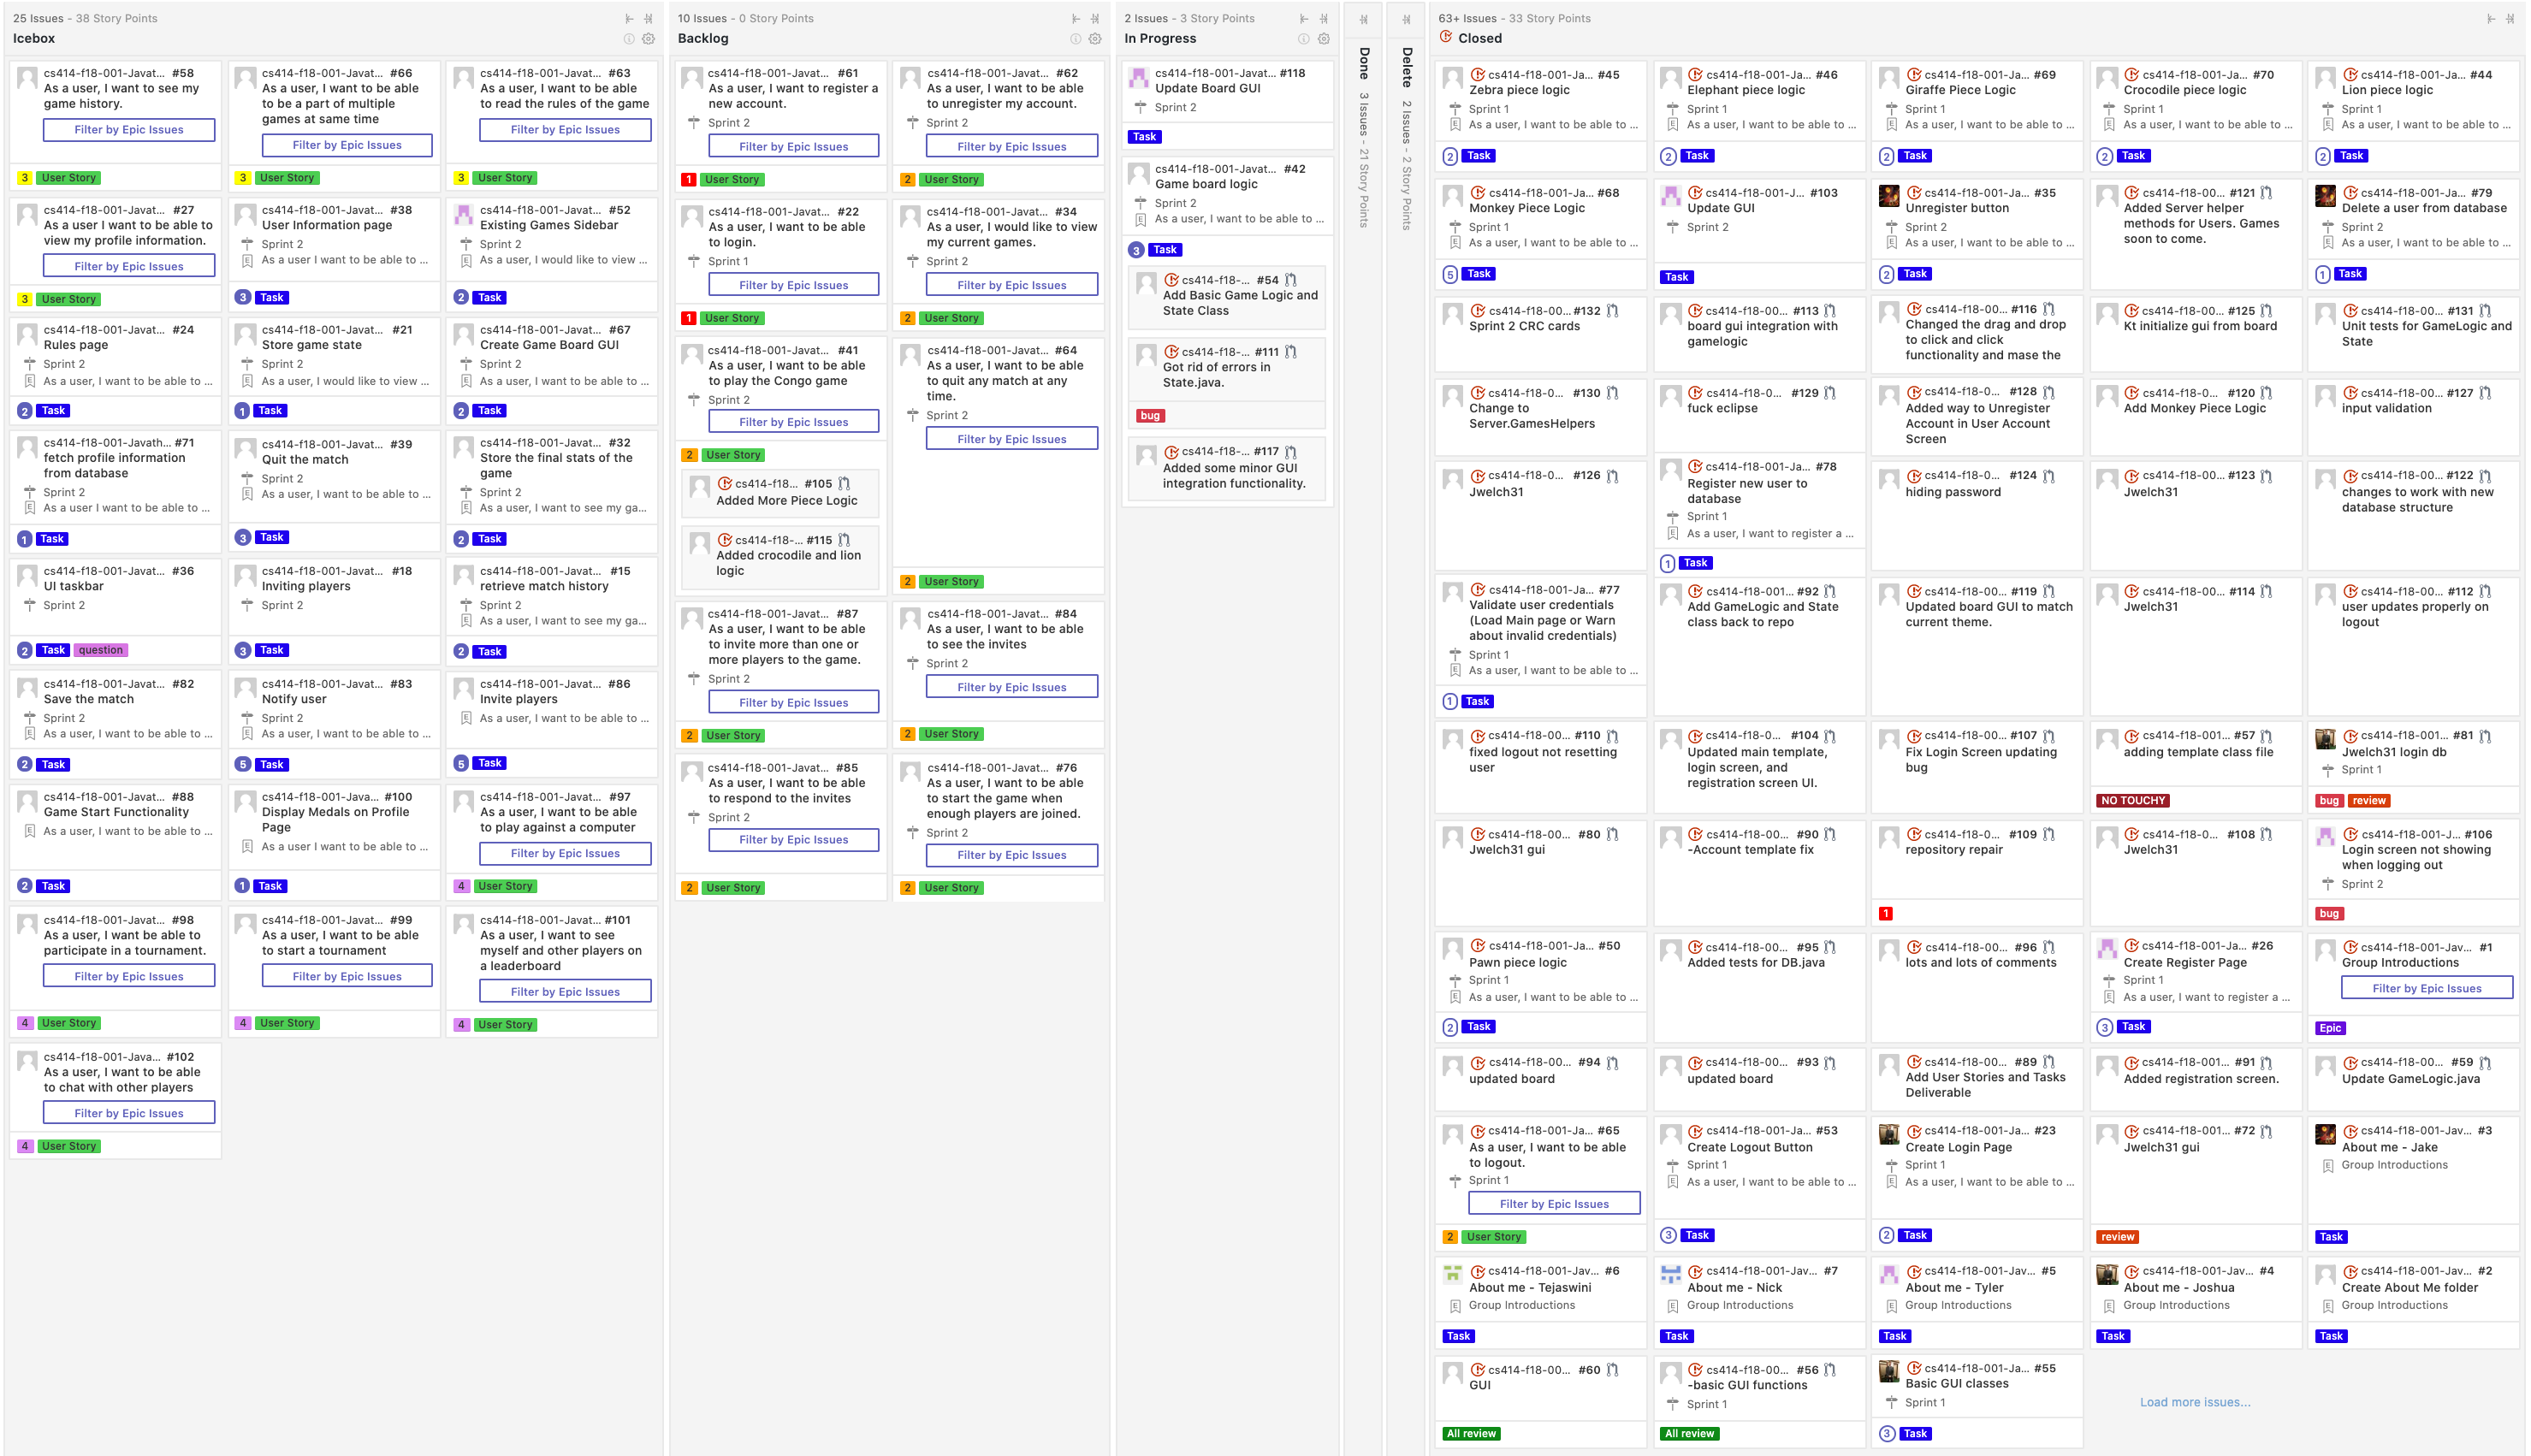 25 Issues - 38 Story Points
Icebox
cs414-f18-001-Javat... #58
As a user, I want to see my
game history.
Filter by Epic Issues
3 User Story
cs414-f18-001-Javat... #66
As a user, I want to be able
to be a part of multiple
games at same time
Filter by Epic Issues
3 User Story
cs414-f18-001-Javat... #63
As a user, I want to be able
to read the rules of the game
Filter by Epic Issues
3 User Story
cs414-f18-001-Javat... #27
As a user I want to be able to
view my profile information.
Filter by Epic Issues
3 User Story
cs414-f18-001-Javat... #38
User Information page
Sprint 2
As a user I want to be able to ...
3 Task
cs414-f18-001-Javat... #52
Existing Games Sidebar
Sprint 2
As a user, I would like to view ...
2 Task
cs414-f18-001-Javat... #24
Rules page
Sprint 2
As a user, I want to be able to ...
2 Task
cs414-f18-001-Javat... #21
Store game state
Sprint 2
As a user, I would like to view ...
1 Task
cs414-f18-001-Javat... #67
Create Game Board GUI
Sprint 2
As a user, I want to be able to ...
2 Task
cs414-f18-001-Javath... #71
fetch profile information
from database
Sprint 2
As a user I want to be able to ...
1 Task
cs414-f18-001-Javat... #39
Quit the match
Sprint 2
As a user, I want to be able to ...
3 Task
cs414-f18-001-Javat... #32
Store the final stats of the
game
Sprint 2
As a user, I want to see my ga...
2 Task
cs414-f18-001-Javat... #36
UI taskbar
Sprint 2
2 Task question
cs414-f18-001-Javat... #18
Inviting players
Sprint 2
3 Task
cs414-f18-001-Javat... #15
retrieve match history
Sprint 2
As a user, I want to see my ga...
2 Task
cs414-f18-001-Javat... #82
Save the match
Sprint 2
As a user, I want to be able to ...
2 Task
cs414-f18-001-Javat... #83
Notify user
Sprint 2
As a user, I want to be able to ...
5 Task
cs414-f18-001-Javat... #86
Invite players
As a user, I want to be able to ...
5 Task
cs414-f18-001-Javat... #88
Game Start Functionality
As a user, I want to be able to ...
2 Task
cs414-f18-001-Java... #100
Display Medals on Profile
Page
As a user I want to be able to ...
1 Task
cs414-f18-001-Javat... #97
As a user, I want to be able
to play against a computer
Filter by Epic Issues
4 User Story
cs414-f18-001-Javat... #98
As a user, I want be able to
participate in a tournament.
Filter by Epic Issues
4 User Story
cs414-f18-001-Javat... #99
As a user, I want to be able
to start a tournament
Filter by Epic Issues
4 User Story
cs414-f18-001-Javat... #101
As a user, I want to see
myself and other players on
a leaderboard
Filter by Epic Issues
4 User Story
cs414-f18-001-Java... #102
As a user, I want to be able
to chat with other players
Filter by Epic Issues
4 User Story
10 Issues - 0 Story Points
Backlog
cs414-f18-001-Javat... #61
As a user, I want to register a
new account.
Sprint 2
Filter by Epic Issues
1 User Story
cs414-f18-001-Javat... #62
As a user, I want to be able
to unregister my account.
Sprint 2
Filter by Epic Issues
2 User Story
cs414-f18-001-Javat... #22
As a user, I want to be able
to login.
Sprint 1
Filter by Epic Issues
1 User Story
cs414-f18-001-Javat... #34
As a user, I would like to view
my current games.
Sprint 2
Filter by Epic Issues
2 User Story
cs414-f18-001-Javat... #41
As a user, I want to be able
to play the Congo game
Sprint 2
Filter by Epic Issues
2 User Story
cs414-f18... #105
Added More Piece Logic
cs414-f18-... #115
Added crocodile and lion
logic
cs414-f18-001-Javat... #64
As a user, I want to be able
to quit any match at any
time.
Sprint 2
Filter by Epic Issues
2 User Story
cs414-f18-001-Javat... #87
As a user, I want to be able
to invite more than one or
more players to the game.
Sprint 2
Filter by Epic Issues
2 User Story
cs414-f18-001-Javat... #84
As a user, I want to be able
to see the invites
Sprint 2
Filter by Epic Issues
2 User Story
cs414-f18-001-Javat... #85
As a user, I want to be able
to respond to the invites
Sprint 2
Filter by Epic Issues
2 User Story
cs414-f18-001-Javat... #76
As a user, I want to be able
to start the game when
enough players are joined.
Sprint 2
Filter by Epic Issues
2 User Story
2 Issues - 3 Story Points
In Progress
cs414-f18-001-Javat... #118
Update Board GUI
Sprint 2
Task
cs414-f18-001-Javat... #42
Game board logic
Sprint 2
As a user, I want to be able to ...
3 Task
cs414-f18-... #54
Add Basic Game Logic and
State Class
cs414-f18-... #111
Got rid of errors in
State.java.
bug
cs414-f18-... #117
Added some minor GUI
integration functionality.
Done 3 Issues - 21 Story Points
Delete 2 Issues - 2 Story Points
63+ Issues - 33 Story Points
Closed
cs414-f18-001-Ja... #45
Zebra piece logic
Sprint 1
As a user, I want to be able to ...
2 Task
cs414-f18-001-Ja... #46
Elephant piece logic
Sprint 1
As a user, I want to be able to ...
2 Task
cs414-f18-001-Ja... #69
Giraffe Piece Logic
Sprint 1
As a user, I want to be able to ...
2 Task
cs414-f18-001-Ja... #70
Crocodile piece logic
Sprint 1
As a user, I want to be able to ...
2 Task
cs414-f18-001-Ja... #44
Lion piece logic
Sprint 1
As a user, I want to be able to ...
2 Task
cs414-f18-001-Ja... #68
Monkey Piece Logic
Sprint 1
As a user, I want to be able to ...
5 Task
cs414-f18-001-J... #103
Update GUI
Sprint 2
Task
cs414-f18-001-Ja... #35
Unregister button
Sprint 2
As a user, I want to be able to ...
2 Task
cs414-f18-00... #121
Added Server helper
methods for Users. Games
soon to come.
cs414-f18-001-Ja... #79
Delete a user from database
Sprint 2
As a user, I want to be able to ...
1 Task
cs414-f18-00... #132
Sprint 2 CRC cards
cs414-f18-00... #113
board gui integration with
gamelogic
cs414-f18-00... #116
Changed the drag and drop
to click and click
functionality and mase the
cs414-f18-00... #125
Kt initialize gui from board
cs414-f18-00... #131
Unit tests for GameLogic and
State
cs414-f18-0... #130
Change to
Server.GamesHelpers
cs414-f18-0... #129
fuck eclipse
cs414-f18-0... #128
Added way to Unregister
Account in User Account
Screen
cs414-f18-0... #120
Add Monkey Piece Logic
cs414-f18-00... #127
input validation
cs414-f18-0... #126
Jwelch31
cs414-f18-001-Ja... #78
Register new user to
database
Sprint 1
As a user, I want to register a ...
1 Task
cs414-f18-0... #124
hiding password
cs414-f18-00... #123
Jwelch31
cs414-f18-00... #122
changes to work with new
database structure
cs414-f18-001-Ja... #77
Validate user credentials
(Load Main page or Warn
about invalid credentials)
Sprint 1
As a user, I want to be able to ...
1 Task
cs414-f18-001... #92
Add GameLogic and State
class back to repo
cs414-f18-00... #119
Updated board GUI to match
current theme.
cs414-f18-00... #114
Jwelch31
cs414-f18-00... #112
user updates properly on
logout
cs414-f18-00... #110
fixed logout not resetting
user
cs414-f18-0... #104
Updated main template,
login screen, and
registration screen UI.
cs414-f18-00... #107
Fix Login Screen updating
bug
cs414-f18-001... #57
adding template class file
NO TOUCHY
cs414-f18-001... #81
Jwelch31 login db
Sprint 1
bug review
cs414-f18-00... #80
Jwelch31 gui
cs414-f18-00... #90
-Account template fix
cs414-f18-0... #109
repository repair
1
cs414-f18-0... #108
Jwelch31
cs414-f18-001-J... #106
Login screen not showing
when logging out
Sprint 2
bug
cs414-f18-001-Ja... #50
Pawn piece logic
Sprint 1
As a user, I want to be able to ...
2 Task
cs414-f18-00... #95
Added tests for DB.java
cs414-f18-00... #96
lots and lots of comments
cs414-f18-001-Ja... #26
Create Register Page
Sprint 1
As a user, I want to register a ...
3 Task
cs414-f18-001-Jav... #1
Group Introductions
Filter by Epic Issues
Epic
cs414-f18-00... #94
updated board
cs414-f18-00... #93
updated board
cs414-f18-00... #89
Add User Stories and Tasks
Deliverable
cs414-f18-001... #91
Added registration screen.
cs414-f18-00... #59
Update GameLogic.java
cs414-f18-001-Ja... #65
As a user, I want to be able
to logout.
Sprint 1
Filter by Epic Issues
2 User Story
cs414-f18-001-Ja... #53
Create Logout Button
Sprint 1
As a user, I want to be able to ...
3 Task
cs414-f18-001-Ja... #23
Create Login Page
Sprint 1
As a user, I want to be able to ...
2 Task
cs414-f18-001... #72
Jwelch31 gui
review
cs414-f18-001-Jav... #3
About me - Jake
Group Introductions
Task
cs414-f18-001-Jav... #6
About me - Tejaswini
Group Introductions
Task
cs414-f18-001-Jav... #7
About me - Nick
Group Introductions
Task
cs414-f18-001-Jav... #5
About me - Tyler
Group Introductions
Task
cs414-f18-001-Jav... #4
About me - Joshua
Group Introductions
Task
cs414-f18-001-Jav... #2
Create About Me folder
Group Introductions
Task
cs414-f18-00... #60
GUI
All review
cs414-f18-00... #56
-basic GUI functions
Sprint 1
All review
cs414-f18-001-Ja... #55
Basic GUI classes
Sprint 1
3 Task
Load more issues...